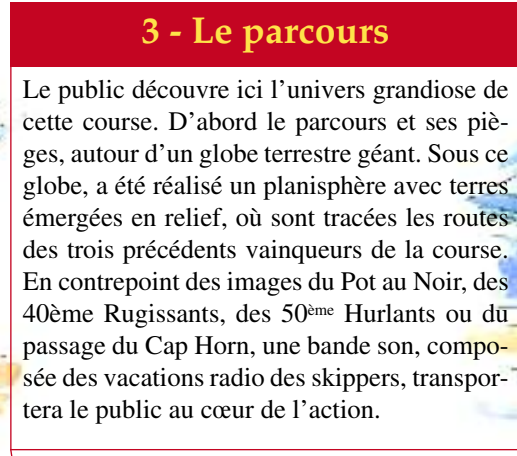 3 - Le parcours
Le public découvre ici l’univers grandiose de
cette course. D’abord le parcours et ses piè-
ges, autour d’un globe terrestre géant. Sous ce
globe, a été réalisé un planisphère avec terres
émergées en relief, où sont tracées les routes
des trois précédents vainqueurs de la course.
En contrepoint des images du Pot au Noir, des
40ème Rugissants, des 50ème Hurlants ou du
passage du Cap Horn, une bande son, compo-
sée des vacations radio des skippers, transpor-
tera le public au cœur de l’action.